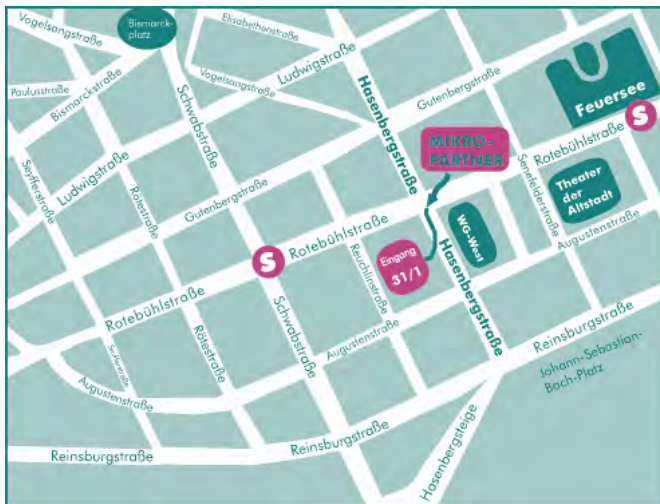 Vogelsangstraße
Bismarck-
platz
Elisabethenstraße
Paulusstraße
Bismarckstraße
Vogelsangstraße
Ludwigstraße
Hasenbergstraße
Gutenbergstraße
Feuersee
S
Schwabstraße
Seyfferstraße
Ludwigstraße
Rötestraße
Gutenbergstraße
MIKRO-
PARTNER
Rotebühlstraße
Senefelderstraße
Theater
der
Altstadt
Augustenstraße
WG-West
Rotebühlstraße
S
Reuchlinstraße
Eingang
31/1
Hasenbergstraße
Rotebühlstraße
Schwabstraße
Rötestraße
Augustenstraße
Reinsburgstraße
Johann-Sebastian-
Bach-Platz
Augustenstraße
Reinsburgstraße
Reinsburgstraße
Hasenbergsteige